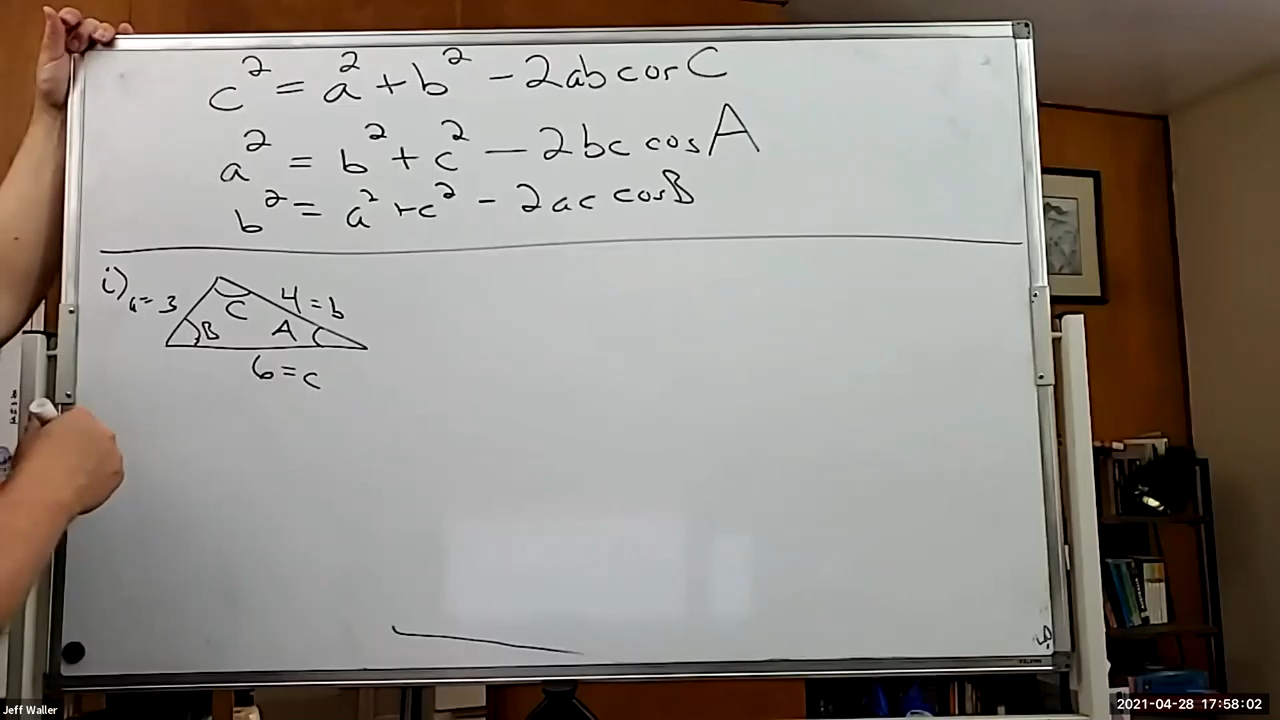 c² = a² + b² - 2ab cos C
a² = b² + c² - 2bc cos A
b² = a² + c² - 2ac cos B
i)
a = 3
4 = b
C
B
A
6 = c
Jeff Waller
2021-04-28 17:58:02